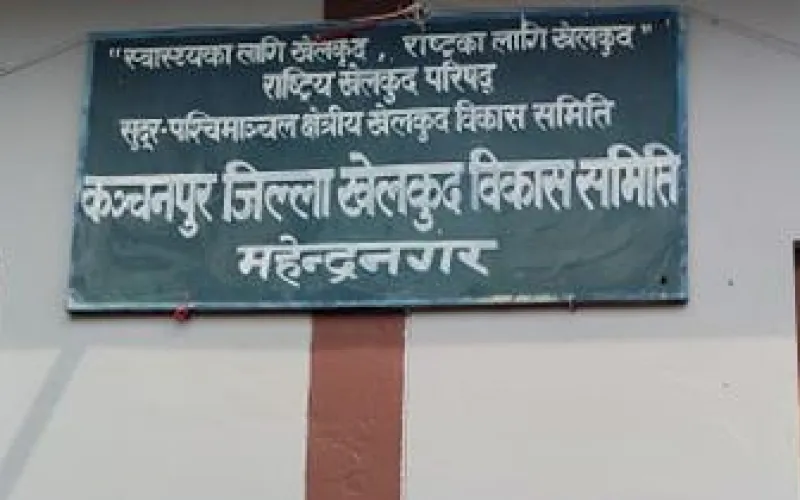 "स्वास्थ्यका लागि खेलकुद, राष्ट्रका लागि खेलकुद"
राष्ट्रिय खेलकुद परिषद्
सुदूर-पश्चिमाञ्चल क्षेत्रीय खेलकुद विकास समिति
कञ्चनपुर जिल्ला खेलकुद विकास समिति
महेन्द्रनगर